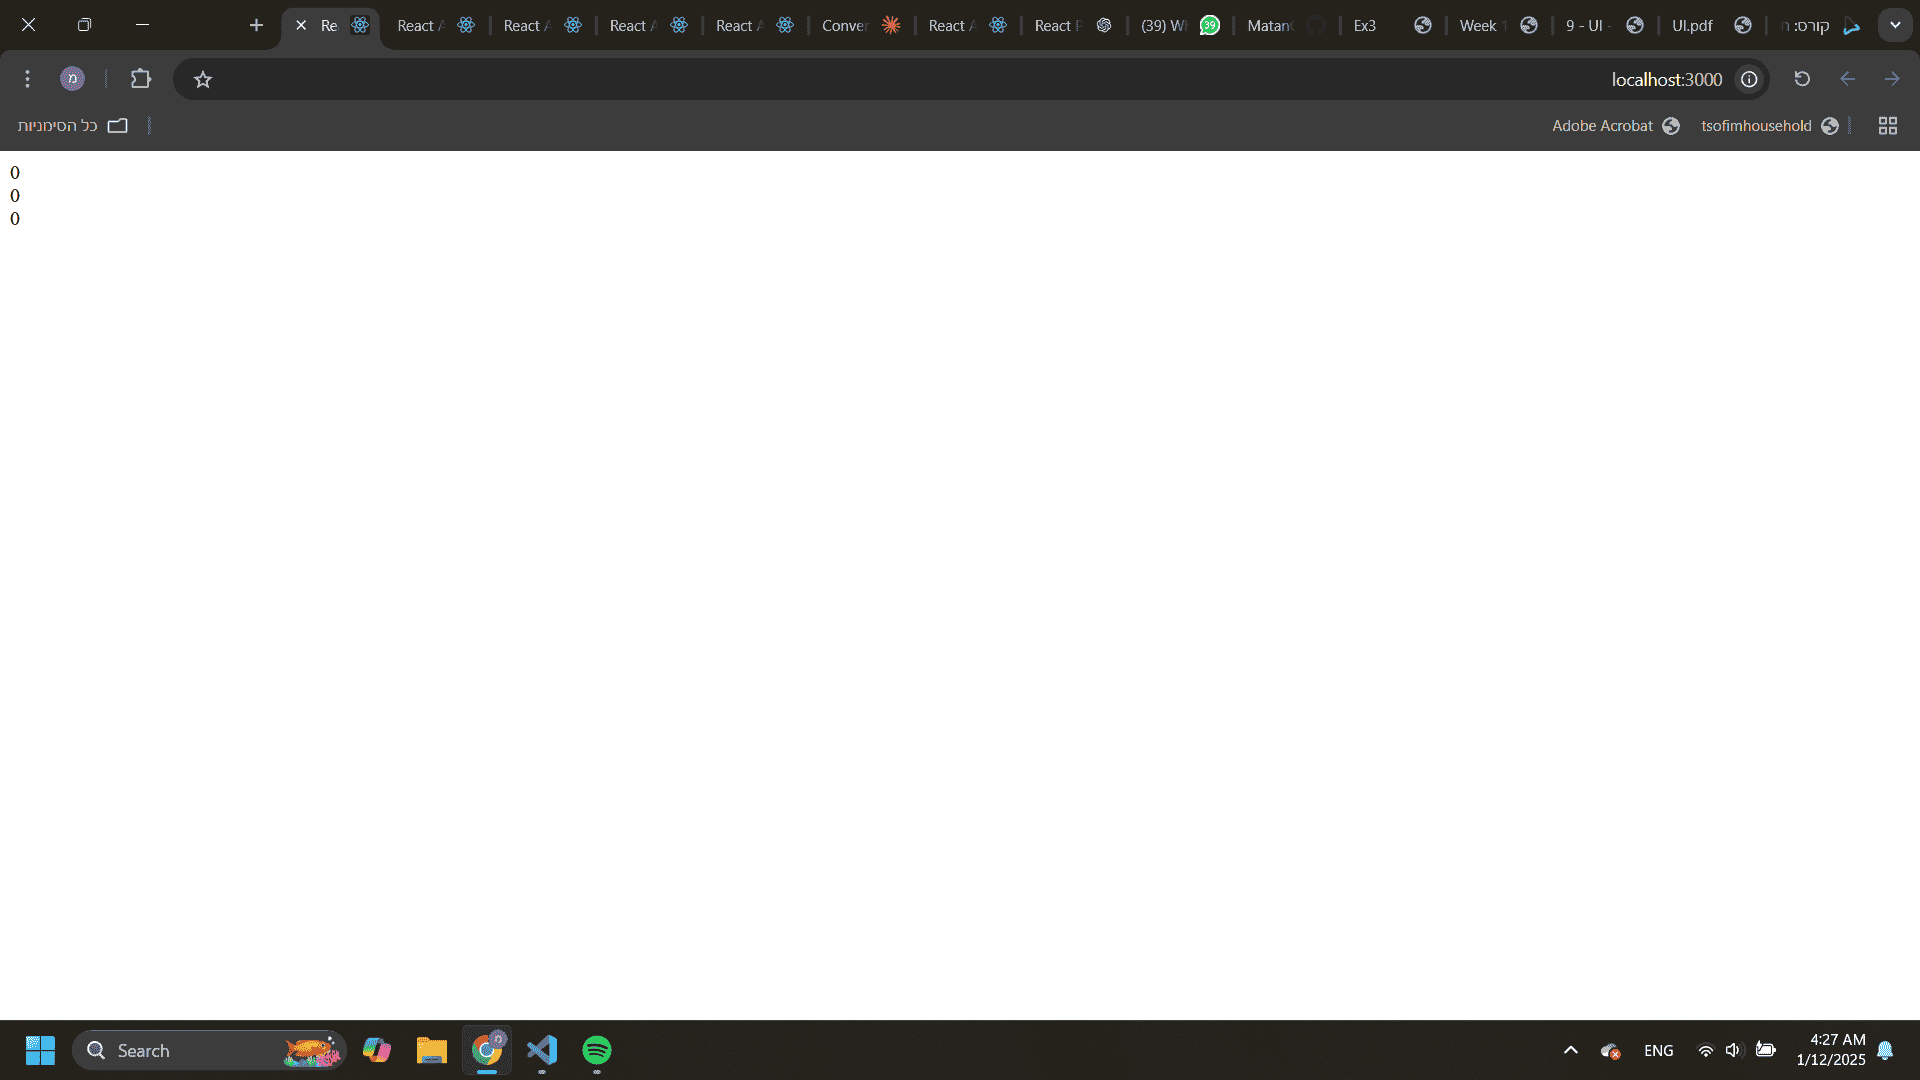 Re
React A
React A
React A
React A
Conver
React A
React P
(39) W
39
Matan
Ex3
Week 1
9 - UI -
UI.pdf
קורס: ח
מ
localhost:3000
כל הסימניות
Adobe Acrobat
tsofimhousehold
0
0
0
Search
ENG
4:27 AM
1/12/2025